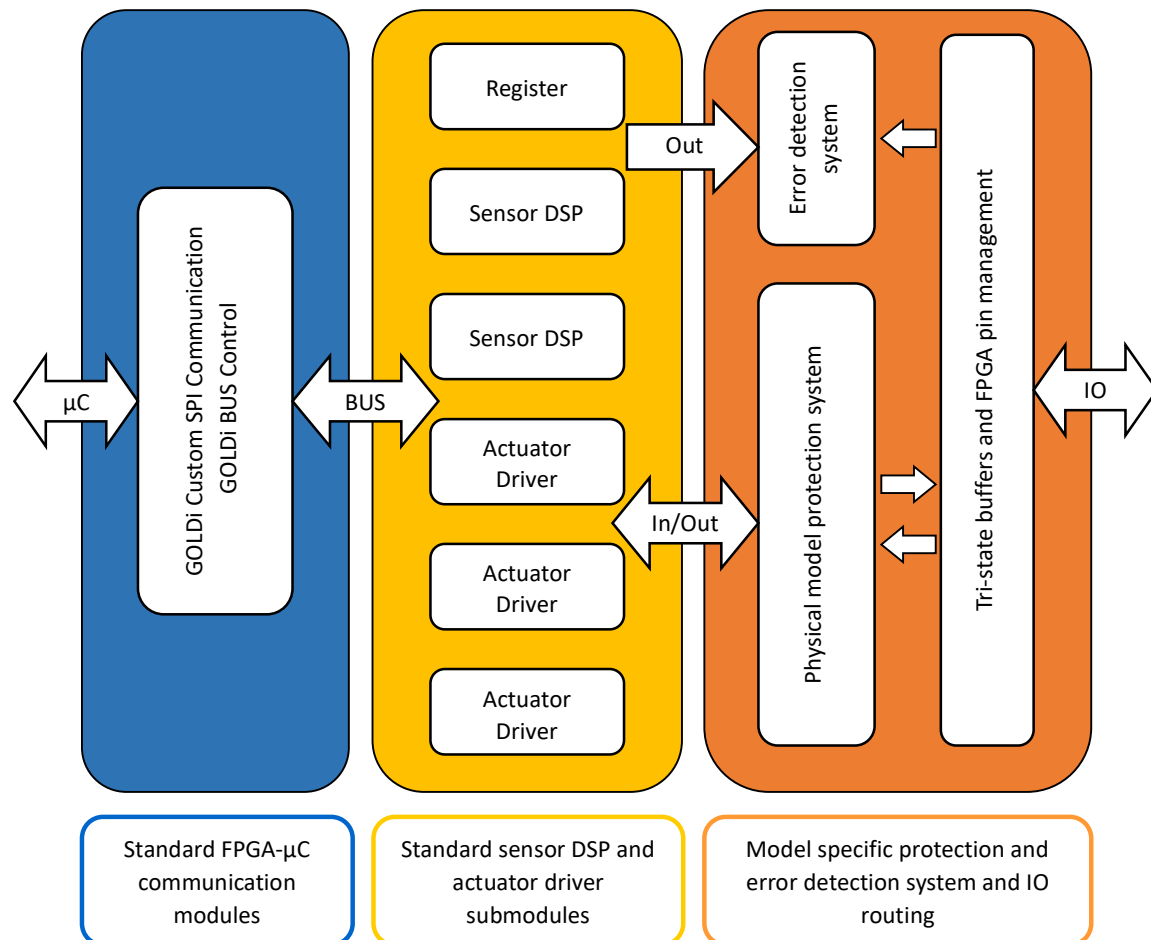 µC
GOLDi Custom SPI Communication
GOLDi BUS Control
BUS
Register
Sensor DSP
Sensor DSP
Actuator
Driver
Actuator
Driver
Actuator
Driver
Out
In/Out
Error detection
system
Physical model protection system
Tri-state buffers and FPGA pin management
IO
Standard FPGA-µC
communication
modules
Standard sensor DSP and
actuator driver
submodules
Model specific protection and
error detection system and IO
routing